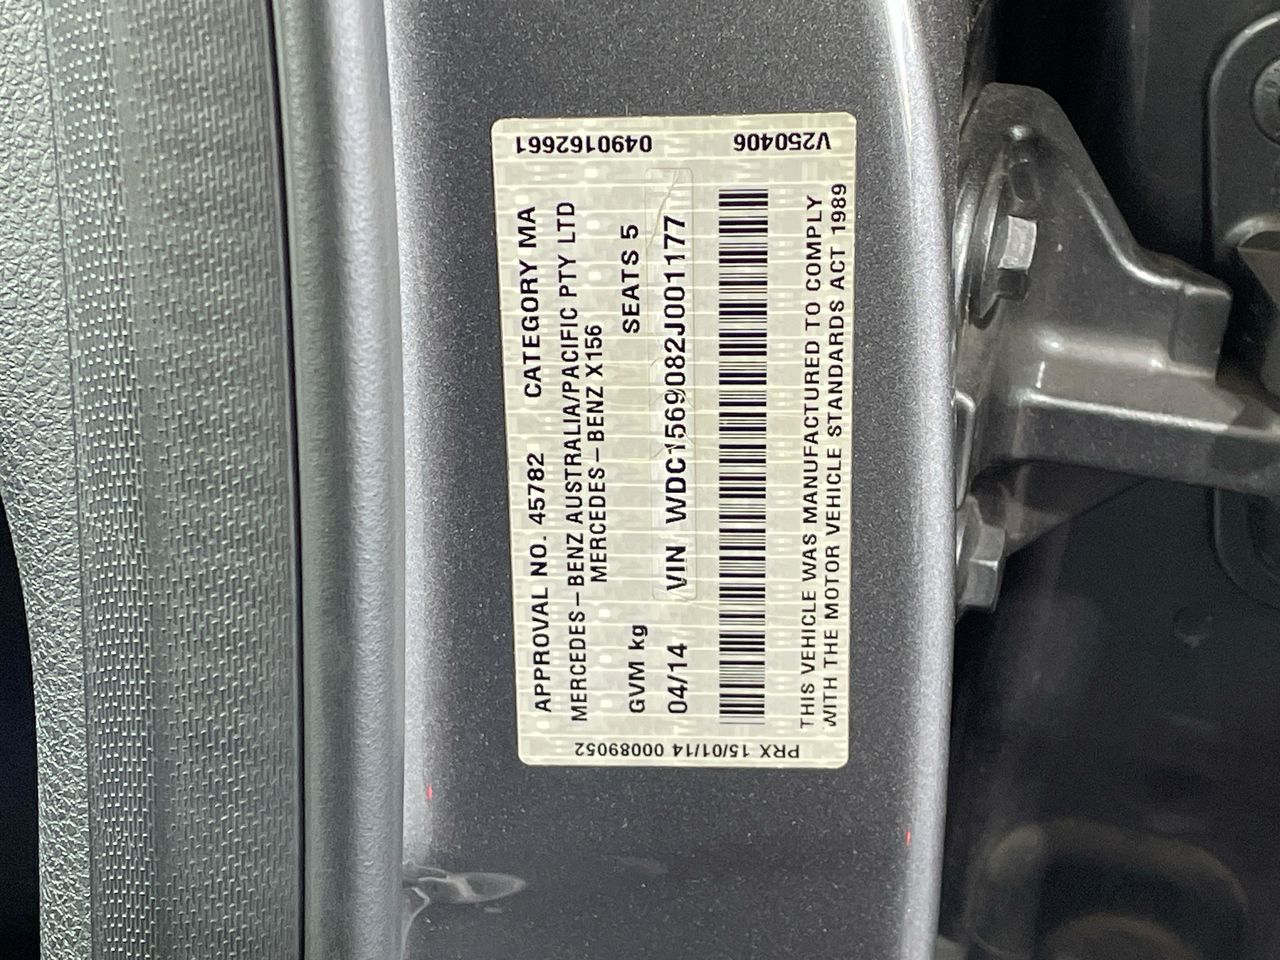 0490162661 V250406
APPROVAL NO. 45782 CATEGORY MA
MERCEDES-BENZ AUSTRALIA/PACIFIC PTY LTD
MERCEDES-BENZ X156
GVM kg SEATS 5
04/14 VIN WDC1569082J001177
THIS VEHICLE WAS MANUFACTURED TO COMPLY
WITH THE MOTOR VEHICLE STANDARDS ACT 1989
PRX 15/01/14 00089052